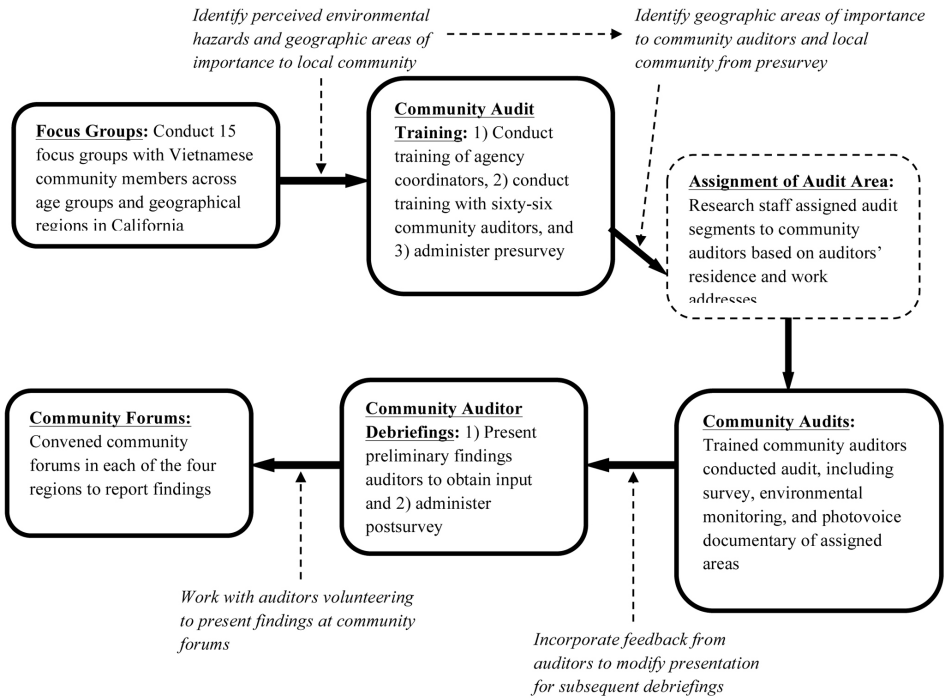 Identify perceived environmental
hazards and geographic areas of
importance to local community
Identify geographic areas of importance
to community auditors and local
community from presurvey
Focus Groups: Conduct 15
focus groups with Vietnamese
community members across
age groups and geographical
regions in California
Community Audit
Training: 1) Conduct
training of agency
coordinators, 2) conduct
training with sixty-six
community auditors, and
3) administer presurvey
Assignment of Audit Area:
Research staff assigned audit
segments to community
auditors based on auditors’
residence and work
addresses
Community Forums:
Convened community
forums in each of the four
regions to report findings
Community Auditor
Debriefings: 1) Present
preliminary findings
auditors to obtain input
and 2) administer
postsurvey
Community Audits:
Trained community auditors
conducted audit, including
survey, environmental
monitoring, and photovoice
documentary of assigned
areas
Work with auditors volunteering
to present findings at community
forums
Incorporate feedback from
auditors to modify presentation
for subsequent debriefings